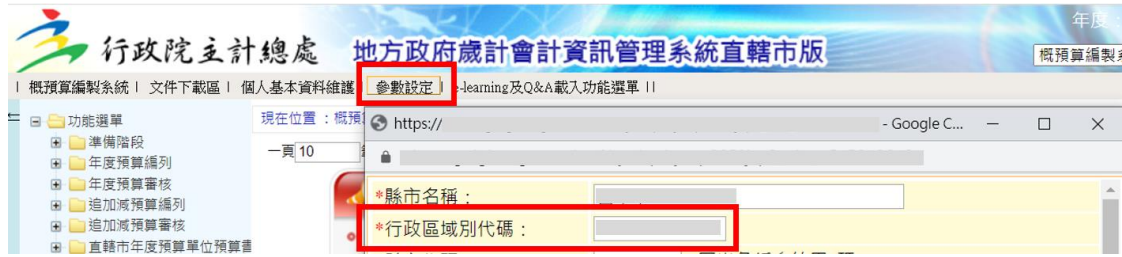 年度：
行政院主計總處 地方政府歲計會計資訊管理系統直轄市版
概預算編製系
| 概預算編製系統 | 文件下載區 | 個人基本資料維護 | 參數設定 | e-learning及Q&A載入功能選單 ||
功能選單
現在位置：概預
https://
- Google C...
準備階段
一頁 10
年度預算編列
年度預算審核
*縣市名稱：
追加減預算編列
*行政區域別代碼：
追加減預算審核
直轄市年度預算單位預算書